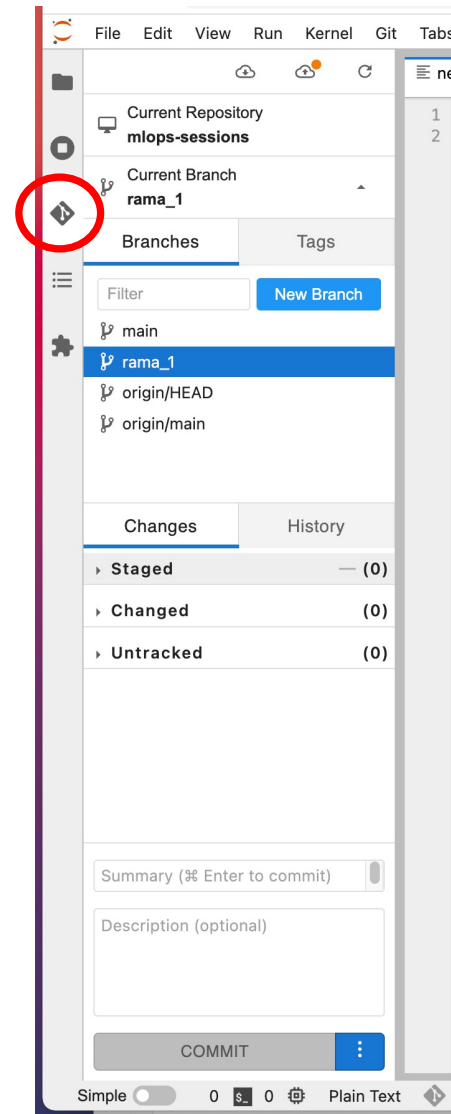 File Edit View Run Kernel Git Tabs
ne
1
2
Current Repository
mlops-sessions
Current Branch
rama_1
Branches Tags
Filter New Branch
main
rama_1
origin/HEAD
origin/main
Changes History
Staged (0)
Changed (0)
Untracked (0)
Summary (⌘ Enter to commit)
Description (optional)
COMMIT
Simple 0 $_ 0 Plain Text